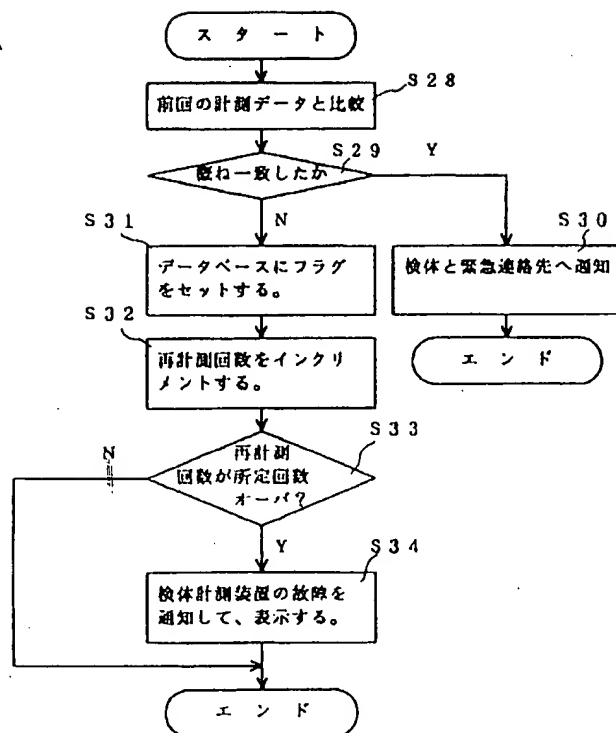 スタート
S28
前回の計測データと比較
S29
概ね一致したか
Y
N
S30
検体と緊急連絡先へ通知
エンド
S31
データベースにフラグ
をセットする。
S32
再計測回数をインクリ
メントする。
S33
再計測
回数が所定回数
オーバ?
N
Y
S34
検体計測装置の故障を
通知して、表示する。
エンド